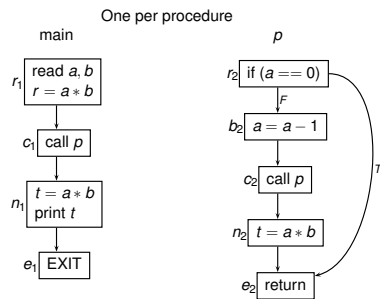 One per procedure
main
r1 read a, b
r = a * b
c1 call p
n1 t = a * b
print t
e1 EXIT
p
r2 if (a == 0)
F
T
b2 a = a − 1
c2 call p
n2 t = a * b
e2 return